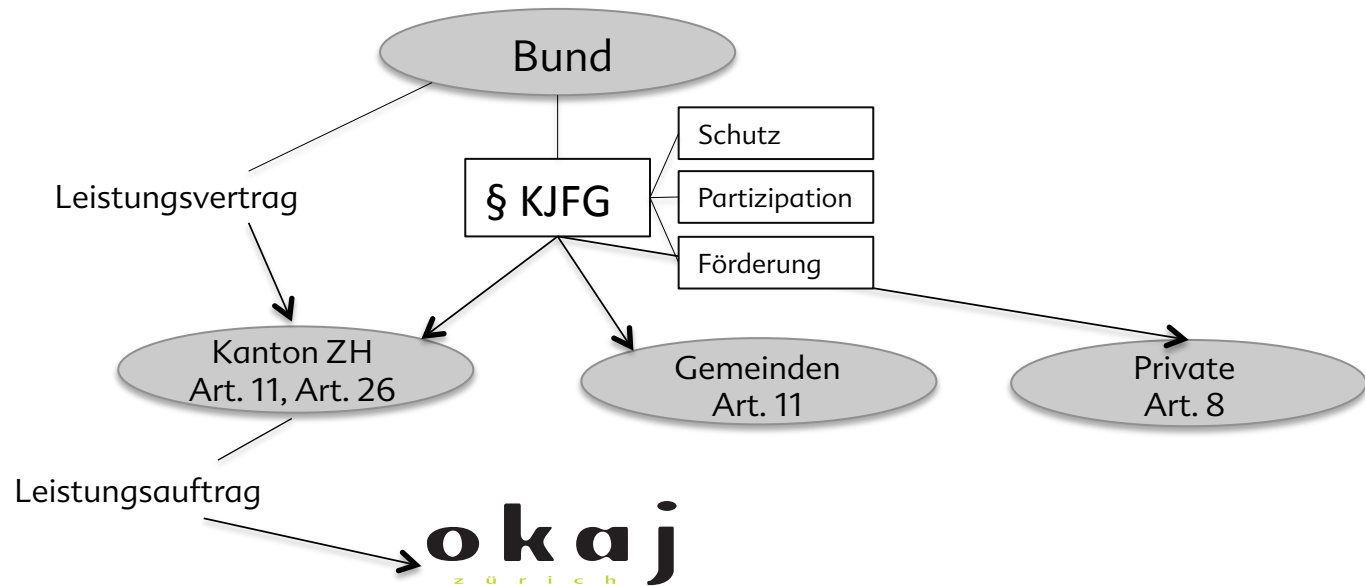 Bund
Schutz
§ KJFG
Partizipation
Leistungsvertrag
Förderung
Kanton ZH
Art. 11, Art. 26
Gemeinden
Art. 11
Private
Art. 8
Leistungsauftrag
okaj
zürich